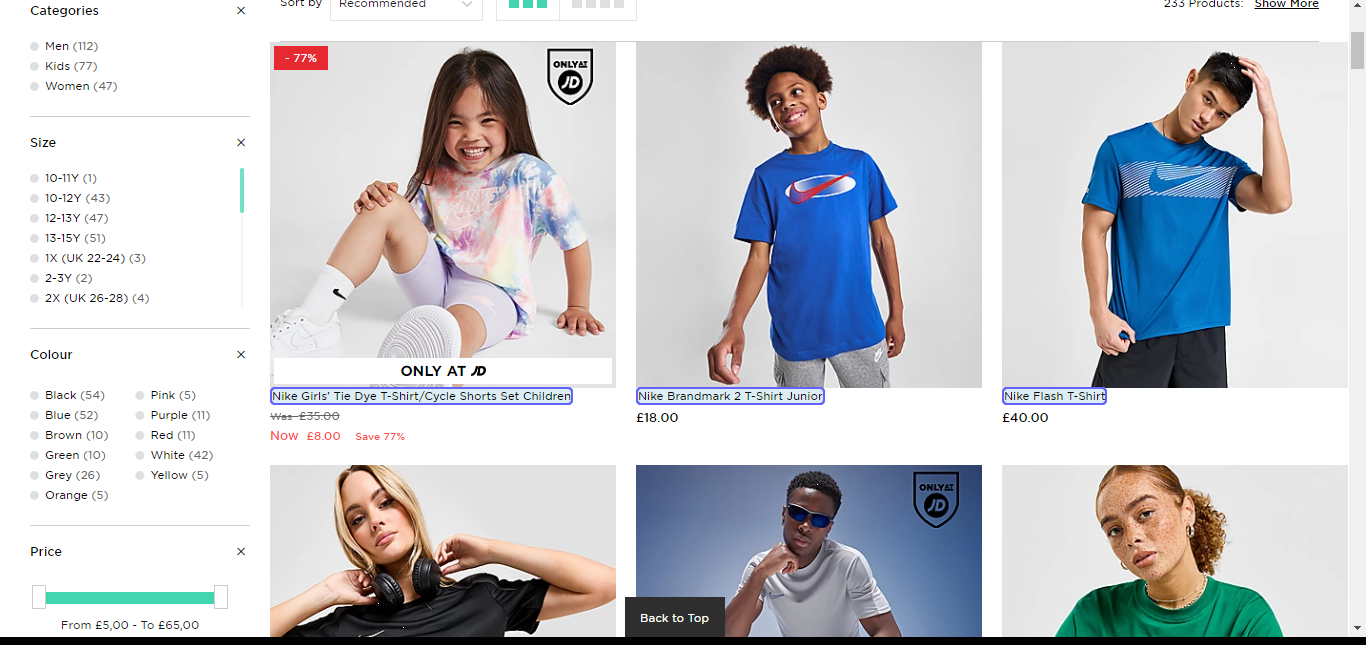 Categories
Men (112)
Kids (77)
Women (47)
Size
10-11Y (1)
10-12Y (43)
12-13Y (47)
13-15Y (51)
1X (UK 22-24) (3)
2-3Y (2)
2X (UK 26-28) (4)
Colour
Black (54)
Blue (52)
Brown (10)
Green (10)
Grey (26)
Orange (5)
Pink (5)
Purple (11)
Red (11)
White (42)
Yellow (5)
Price
From £5,00 - To £65,00
Sort by
Recommended
233 Products:
Show More
- 77%
ONLY AT
JD
ONLY AT JD
Nike Girls' Tie Dye T-Shirt/Cycle Shorts Set Children
Was £35.00
Now £8.00 Save 77%
Nike Brandmark 2 T-Shirt Junior
£18.00
Nike Flash T-Shirt
£40.00
ONLY AT
JD
Back to Top